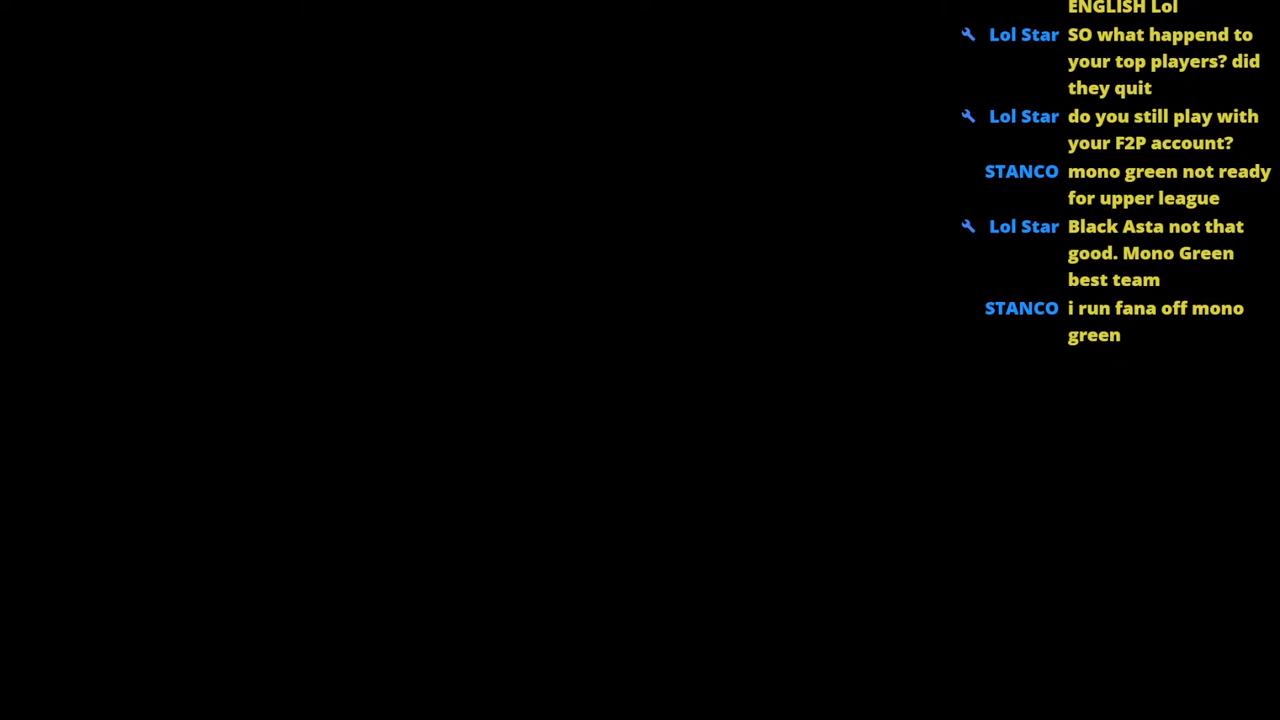 ENGLISH Lol
Lol Star SO what happend to
your top players? did
they quit
Lol Star do you still play with
your F2P account?
STANCO mono green not ready
for upper league
Lol Star Black Asta not that
good. Mono Green
best team
STANCO i run fana off mono
green